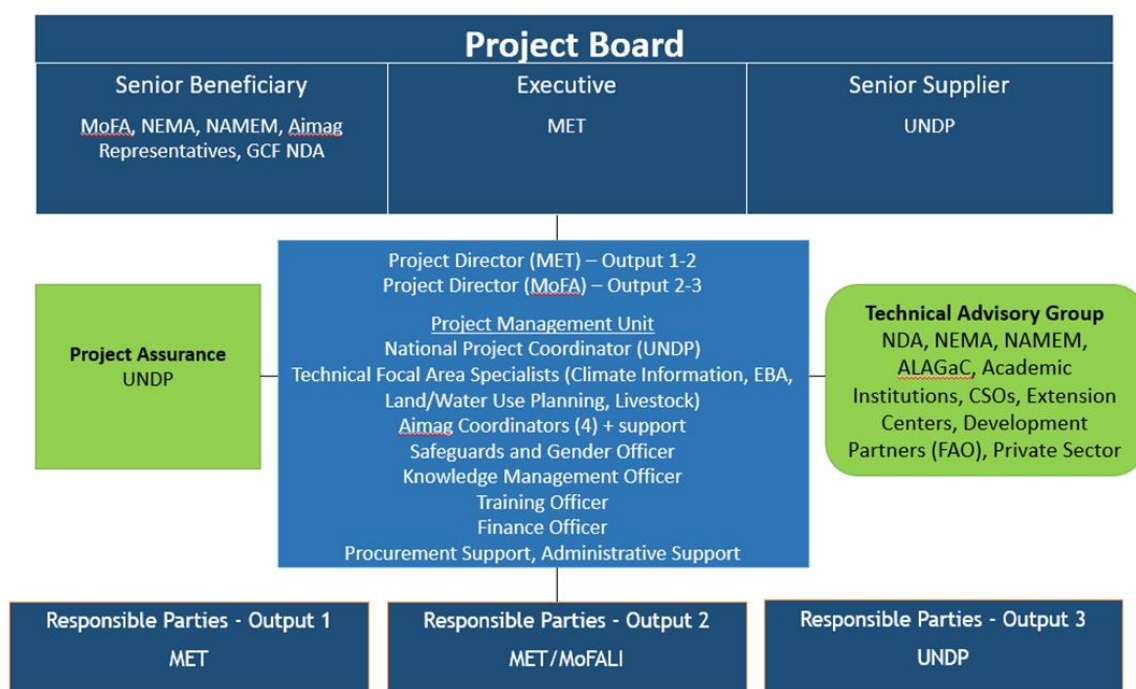 Project Board
Senior Beneficiary
MoFA, NEMA, NAMEM, Aimag
Representatives, GCF NDA
Executive
MET
Senior Supplier
UNDP
Project Director (MET) – Output 1-2
Project Director (MoFA) – Output 2-3
Project Management Unit
National Project Coordinator (UNDP)
Technical Focal Area Specialists (Climate Information, EBA,
Land/Water Use Planning, Livestock)
Aimag Coordinators (4) + support
Safeguards and Gender Officer
Knowledge Management Officer
Training Officer
Finance Officer
Procurement Support, Administrative Support
Project Assurance
UNDP
Technical Advisory Group
NDA, NEMA, NAMEM,
ALAGaC, Academic
Institutions, CSOs, Extension
Centers, Development
Partners (FAO), Private Sector
Responsible Parties - Output 1
MET
Responsible Parties - Output 2
MET/MoFALI
Responsible Parties - Output 3
UNDP